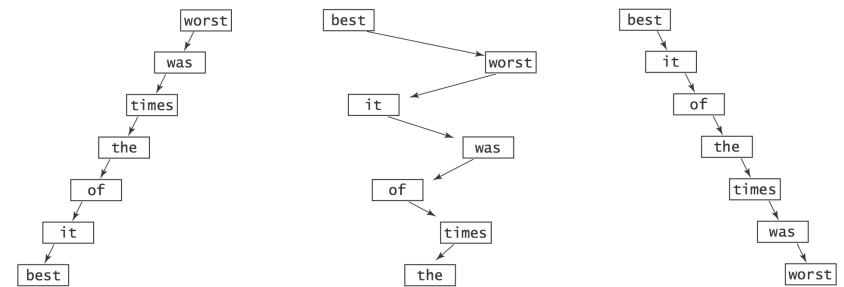 worst
was
times
the
of
it
best
best
worst
it
was
of
times
the
best
it
of
the
times
was
worst